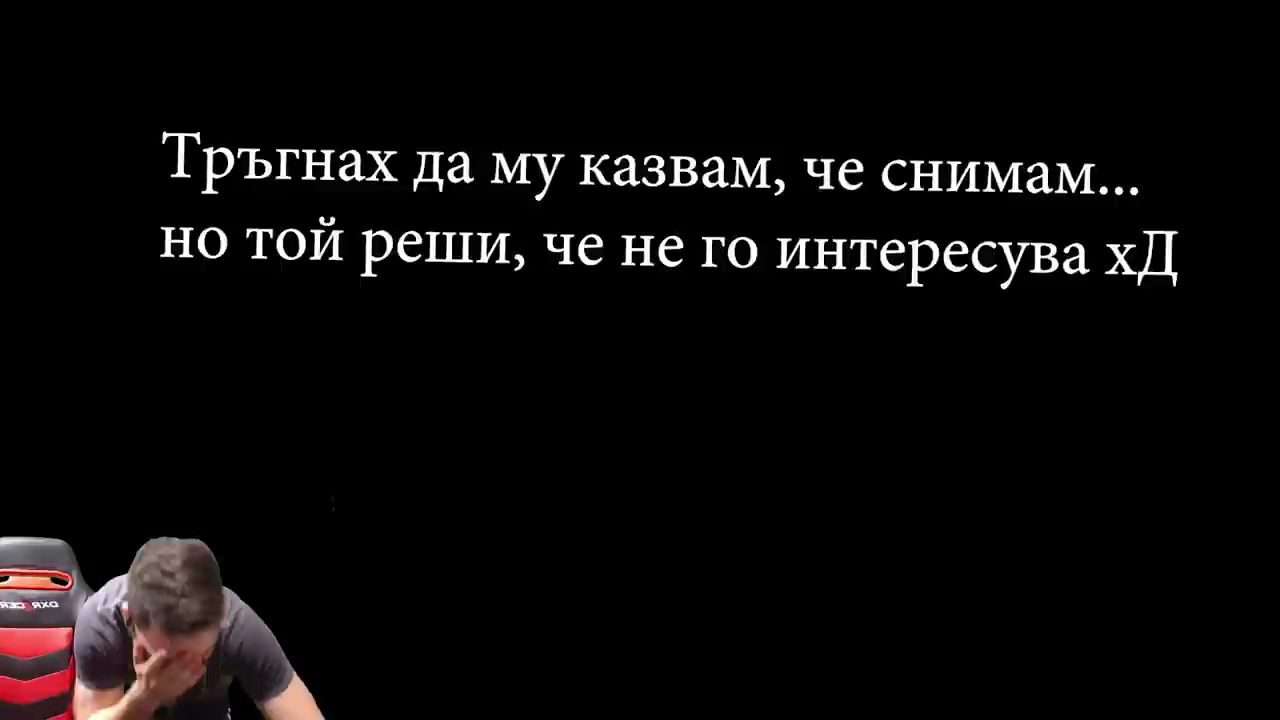 Тръгнах да му казвам, че снимам...
но той реши, че не го интересува хД